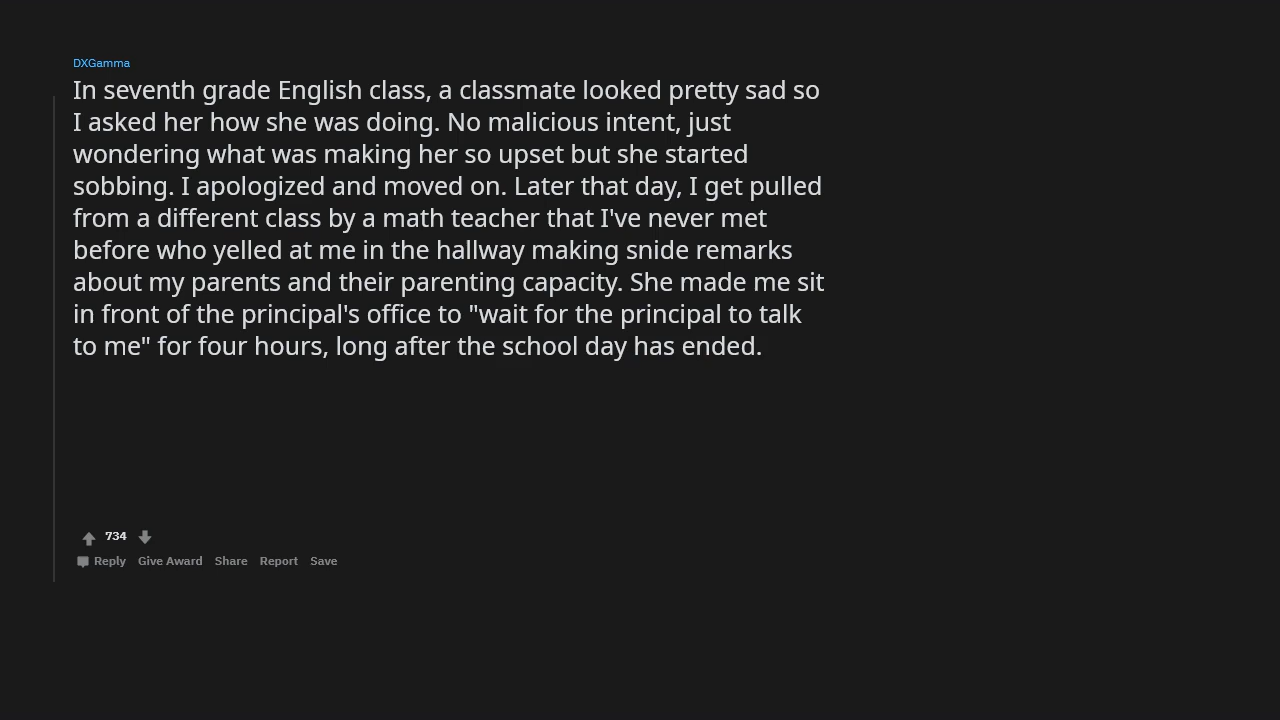 DXGamma
In seventh grade English class, a classmate looked pretty sad so
I asked her how she was doing. No malicious intent, just
wondering what was making her so upset but she started
sobbing. I apologized and moved on. Later that day, I get pulled
from a different class by a math teacher that I've never met
before who yelled at me in the hallway making snide remarks
about my parents and their parenting capacity. She made me sit
in front of the principal's office to "wait for the principal to talk
to me" for four hours, long after the school day has ended.
734
Reply Give Award Share Report Save